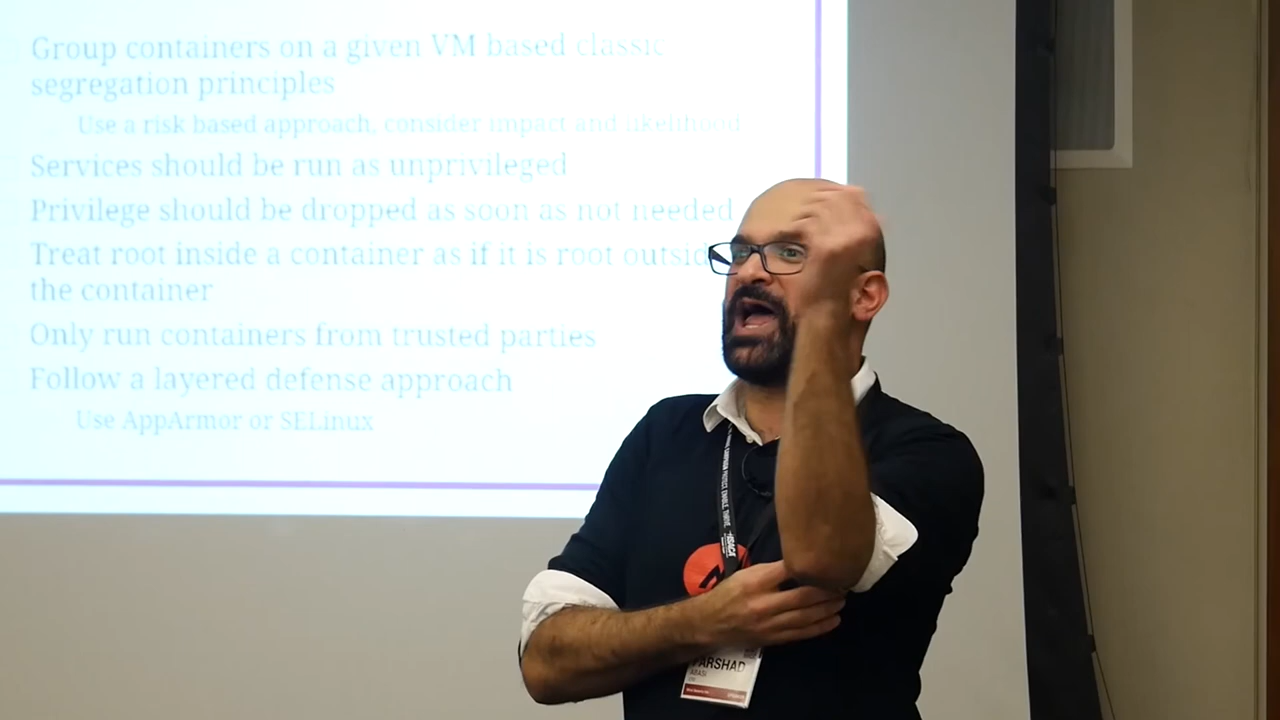 Group containers on a given VM based classic
segregation principles
Use a risk based approach, consider impact and likelihood
Services should be run as unprivileged
Privilege should be dropped as soon as not needed
Treat root inside a container as if it is root outsid
the container
Only run containers from trusted parties
Follow a layered defense approach
Use AppArmor or SELinux
ISACA
FARSHAD
ABASI